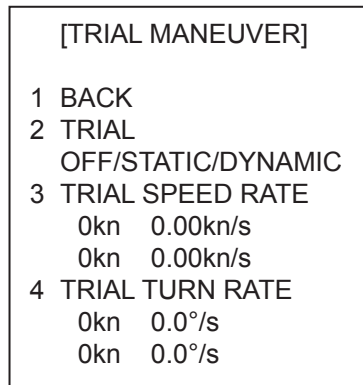 [TRIAL MANEUVER]
1 BACK
2 TRIAL
OFF/STATIC/DYNAMIC
3 TRIAL SPEED RATE
0kn 0.00kn/s
0kn 0.00kn/s
4 TRIAL TURN RATE
0kn 0.0°/s
0kn 0.0°/s